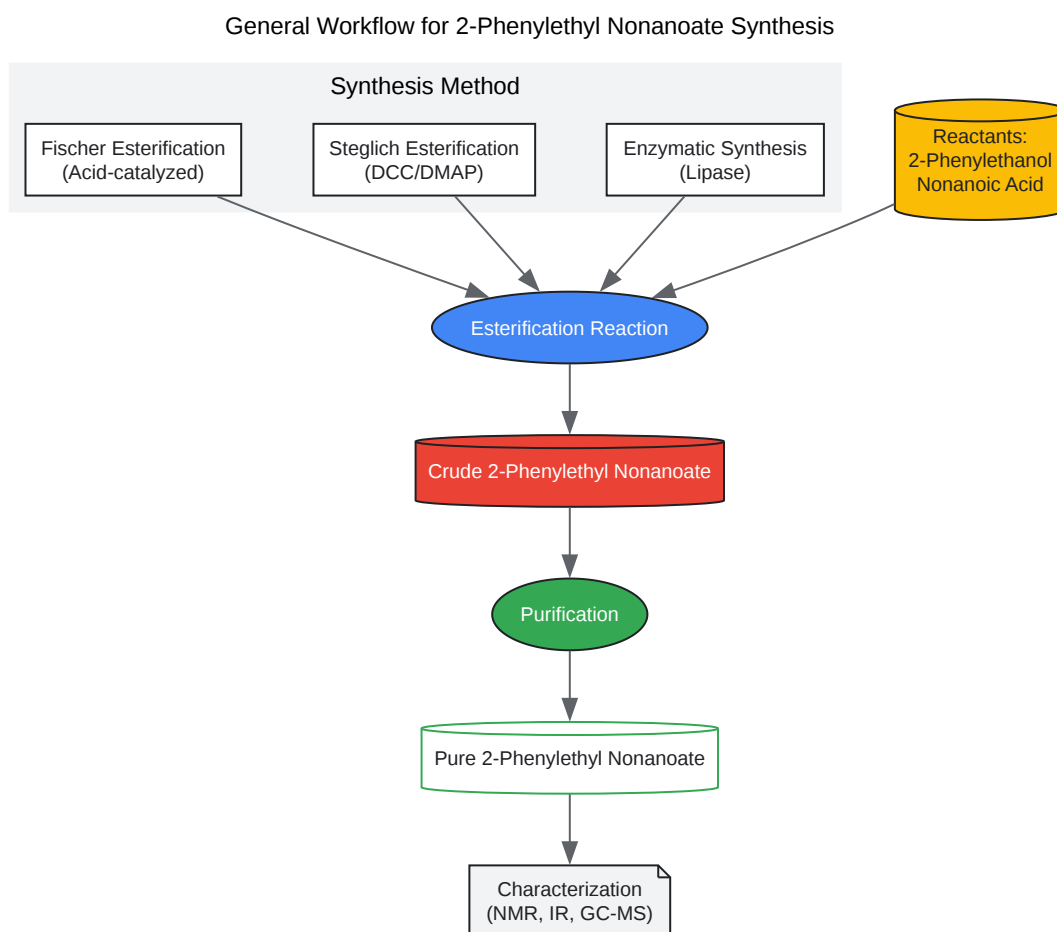 General Workflow for 2-Phenylethyl Nonanoate Synthesis
Synthesis Method
Fischer Esterification
(Acid-catalyzed)
Steglich Esterification
(DCC/DMAP)
Enzymatic Synthesis
(Lipase)
Reactants:
2-Phenylethanol
Nonanoic Acid
Esterification Reaction
Crude 2-Phenylethyl Nonanoate
Purification
Pure 2-Phenylethyl Nonanoate
Characterization
(NMR, IR, GC-MS)